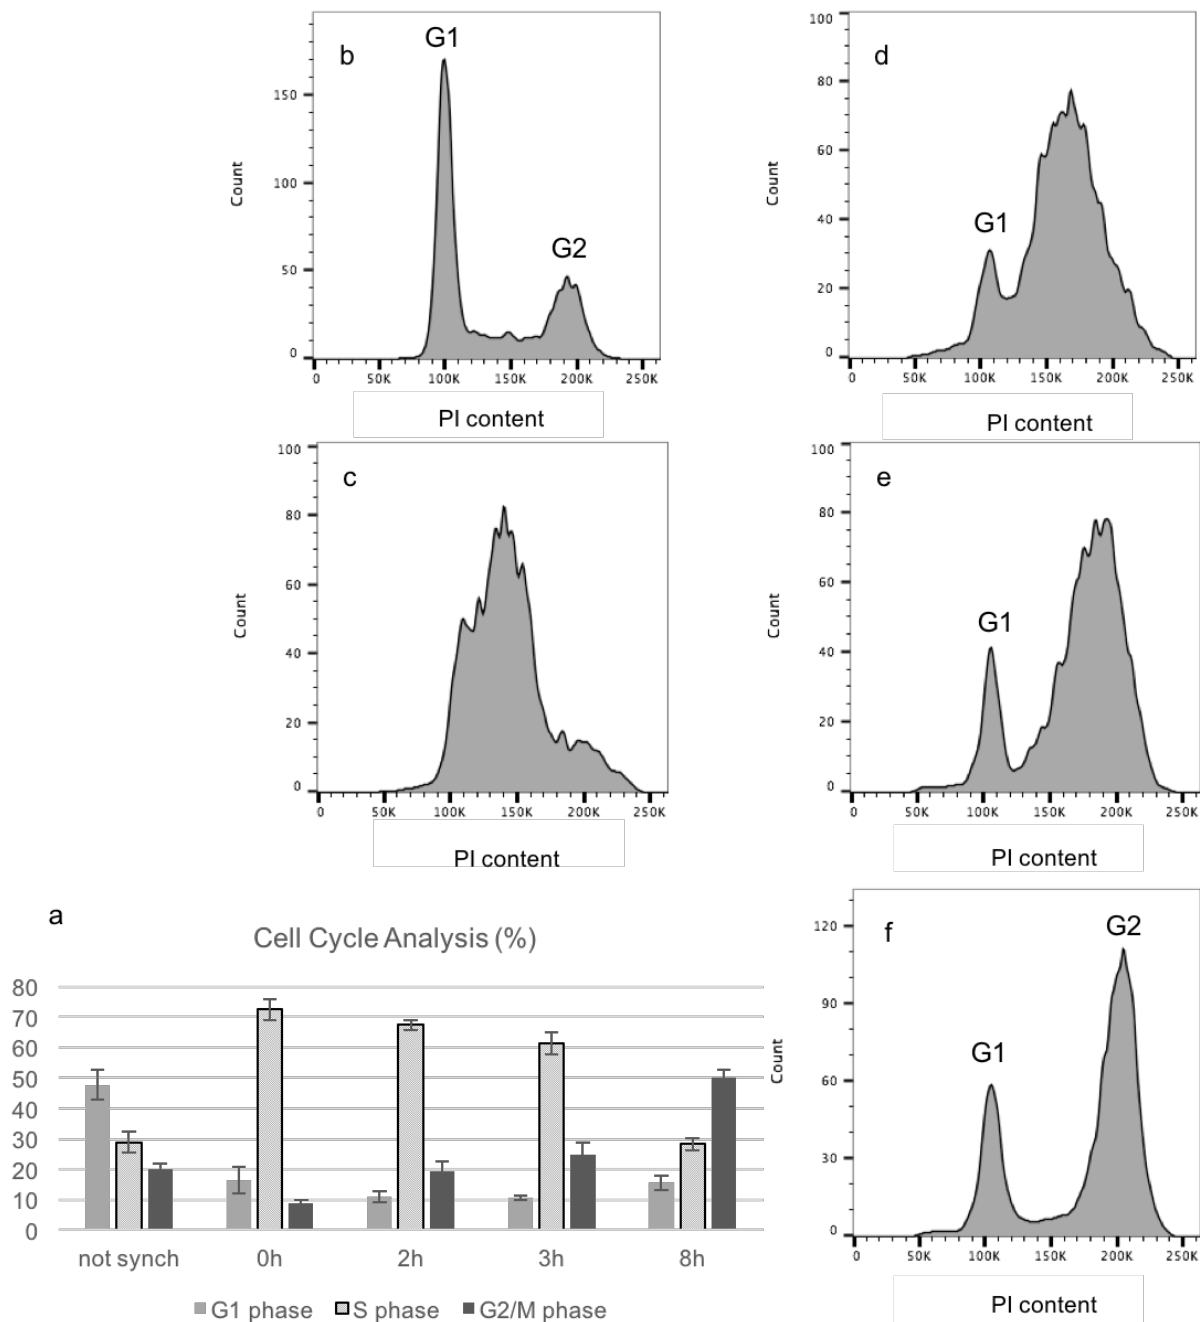 b
G1
G2
Count
150
100
50
0
0 50K 100K 150K 200K 250K
PI content
d
G1
Count
100
80
60
40
20
0
0 50K 100K 150K 200K 250K
PI content
c
Count
100
80
60
40
20
0
0 50K 100K 150K 200K 250K
PI content
e
G1
Count
100
80
60
40
20
0
0 50K 100K 150K 200K 250K
PI content
a
Cell Cycle Analysis (%)
80
70
60
50
40
30
20
10
0
not synch 0h 2h 3h 8h
G1 phase S phase G2/M phase
f
G1
G2
Count
120
90
60
30
0
0 50K 100K 150K 200K 250K
PI content